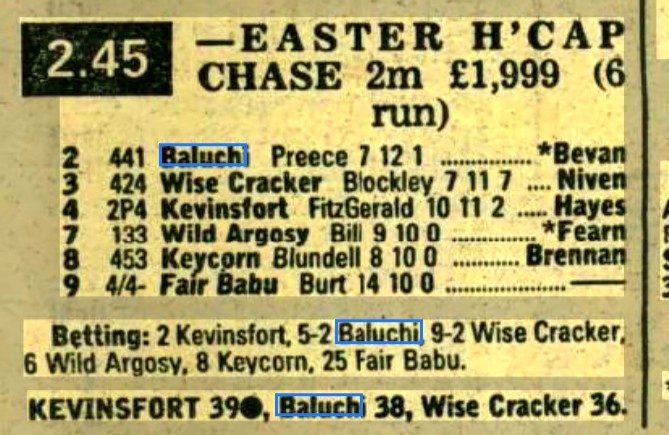 2.45 —EASTER H'CAP
CHASE 2m £1,999 (6
run)
2 441 Baluchi Preece 7 12 1 ............... *Bevan
3 424 Wise Cracker Blockley 7 11 7 .... Niven
4 2P4 Kevinsfort FitzGerald 10 11 2 ..... Hayes
7 133 Wild Argosy Bill 9 10 0 ............. *Fearn
8 453 Keycorn Blundell 8 10 0 ........... Brennan
9 4/4- Fair Babu Burt 14 10 0 .................... ——
Betting: 2 Kevinsfort, 5-2 Baluchi, 9-2 Wise Cracker,
6 Wild Argosy, 8 Keycorn, 25 Fair Babu.
KEVINSFORT 39●, Baluchi 38, Wise Cracker 36.